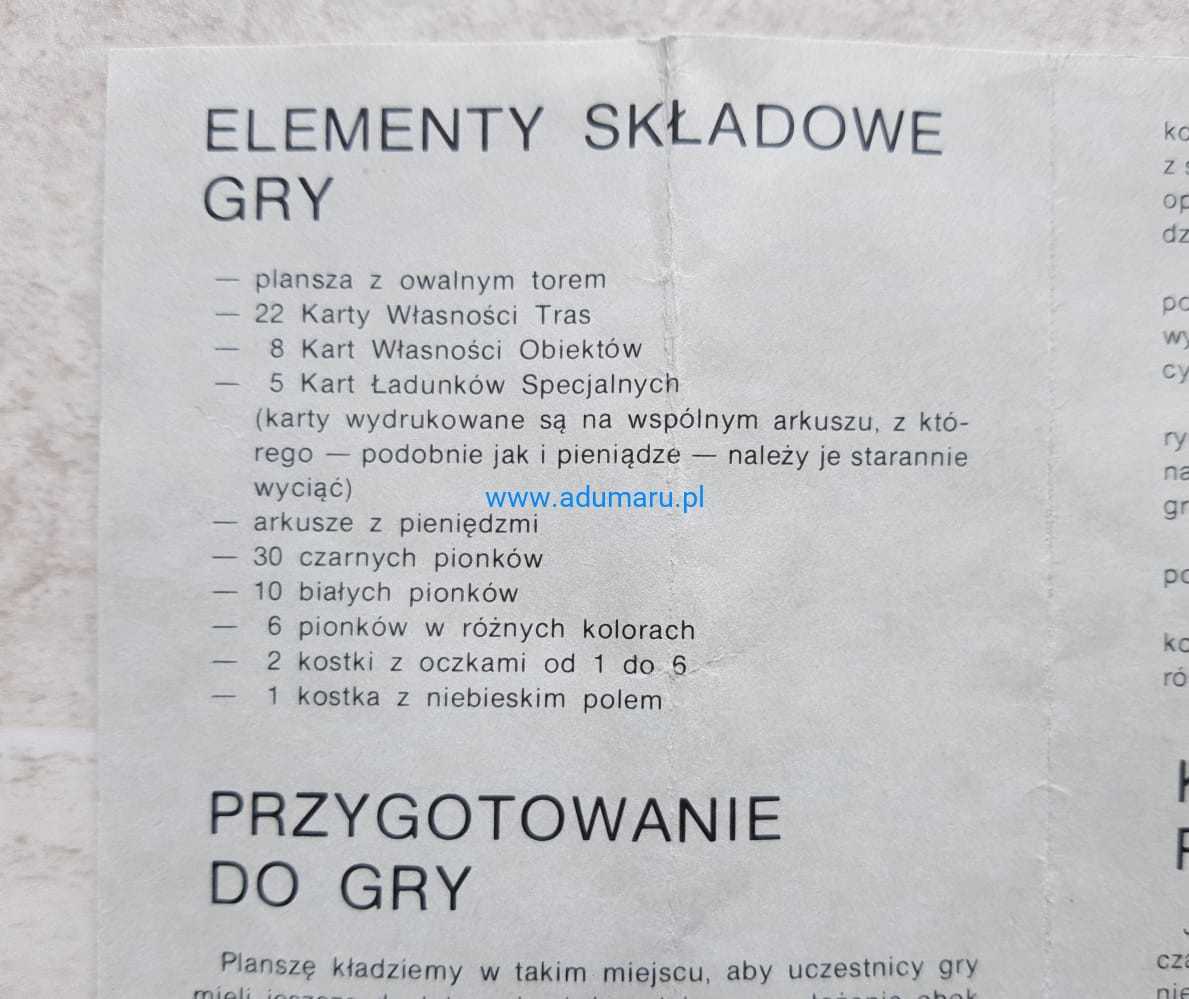 ELEMENTY SKŁADOWE
GRY
— plansza z owalnym torem
— 22 Karty Własności Tras
— 8 Kart Własności Obiektów
— 5 Kart Ładunków Specjalnych
(karty wydrukowane są na wspólnym arkuszu, z któ-
rego — podobnie jak i pieniądze — należy je starannie
wyciąć)
www.adumaru.pl
— arkusze z pieniędzmi
— 30 czarnych pionków
— 10 białych pionków
— 6 pionków w różnych kolorach
— 2 kostki z oczkami od 1 do 6
— 1 kostka z niebieskim polem
PRZYGOTOWANIE
DO GRY
Planszę kładziemy w takim miejscu, aby uczestnicy gry